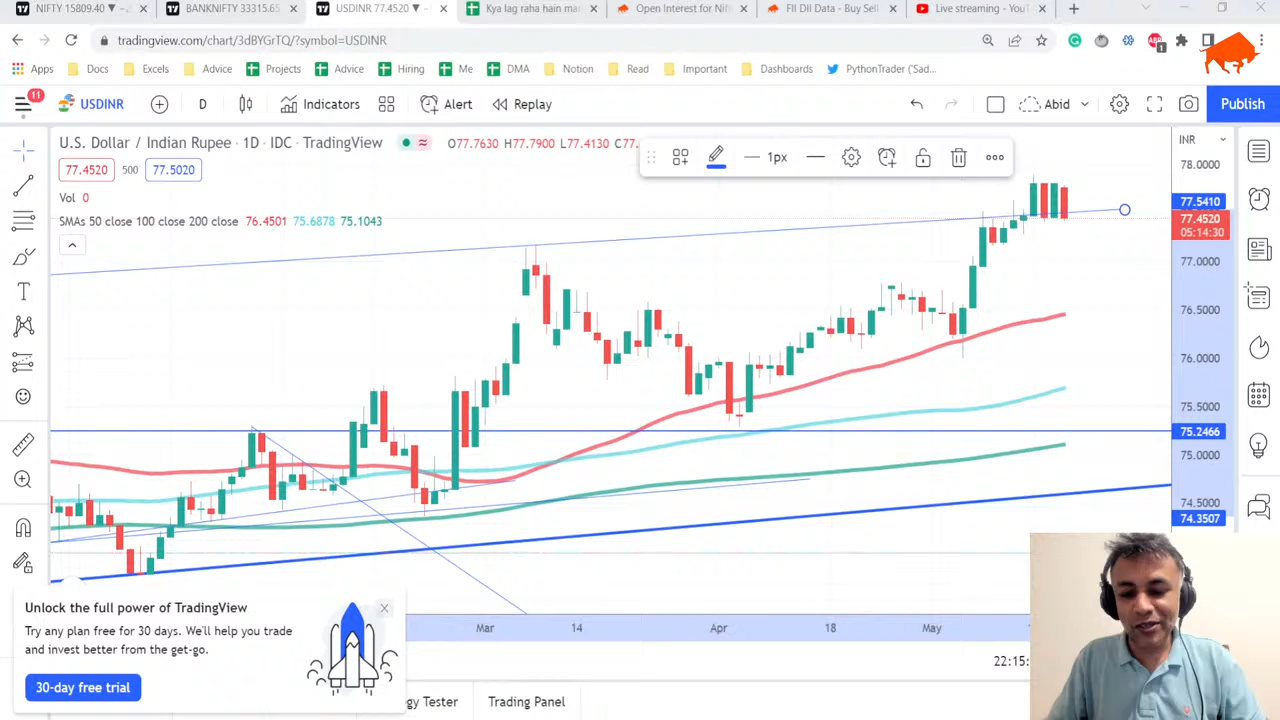 NIFTY 15809.40 ▼
BANKNIFTY 33315.65
USDINR 77.4520 ▼
Kya lag raha hain ma
Open Interest for Nift
FII DII Data - Buy Sell
Live streaming - YouT
tradingview.com/chart/3dBYGrTQ/?symbol=USDINR
Apps
Docs
Excels
Advice
Projects
Advice
Hiring
Me
DMA
Notion
Read
Important
Dashboards
PythonTrader ('Sad...
11
USDINR
D
Indicators
Alert
Replay
Abid
Publish
U.S. Dollar / Indian Rupee · 1D · IDC · TradingView
O77.7630 H77.7900 L77.4130 C77.
1px
INR
77.4520
500
77.5020
Vol 0
SMAs 50 close 100 close 200 close 76.4501 75.6878 75.1043
78.0000
77.5410
77.4520
05:14:30
77.0000
76.5000
76.0000
75.5000
75.2466
75.0000
74.5000
74.3507
Mar
14
Apr
18
May
Unlock the full power of TradingView
Try any plan free for 30 days. We'll help you trade
and invest better from the get-go.
30-day free trial
22:15:
gy Tester
Trading Panel